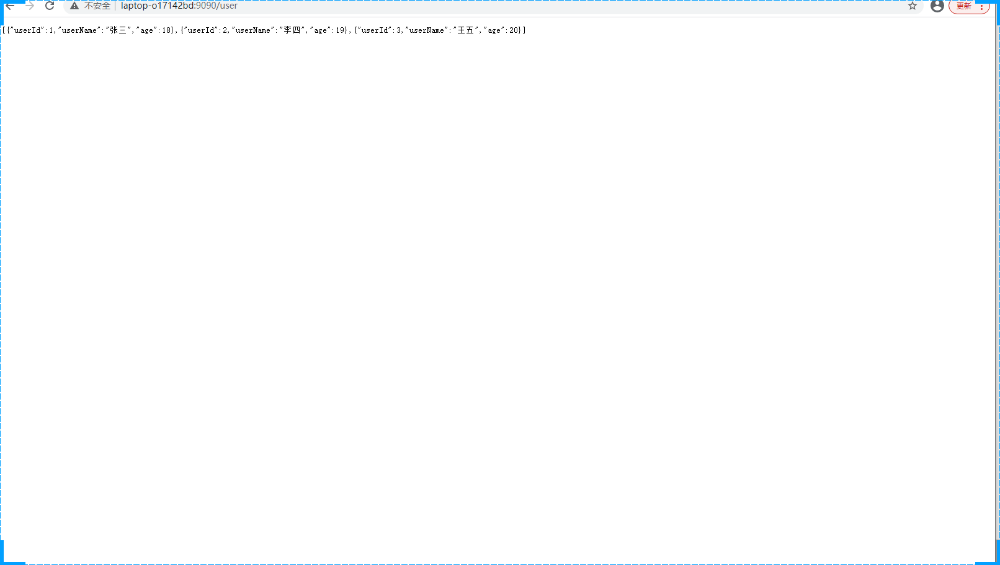 不安全 laptop-o17142bd:9090/user 更新
[{"userId":1,"userName":"张三","age":18},{"userId":2,"userName":"李四","age":19},{"userId":3,"userName":"王五","age":20}]